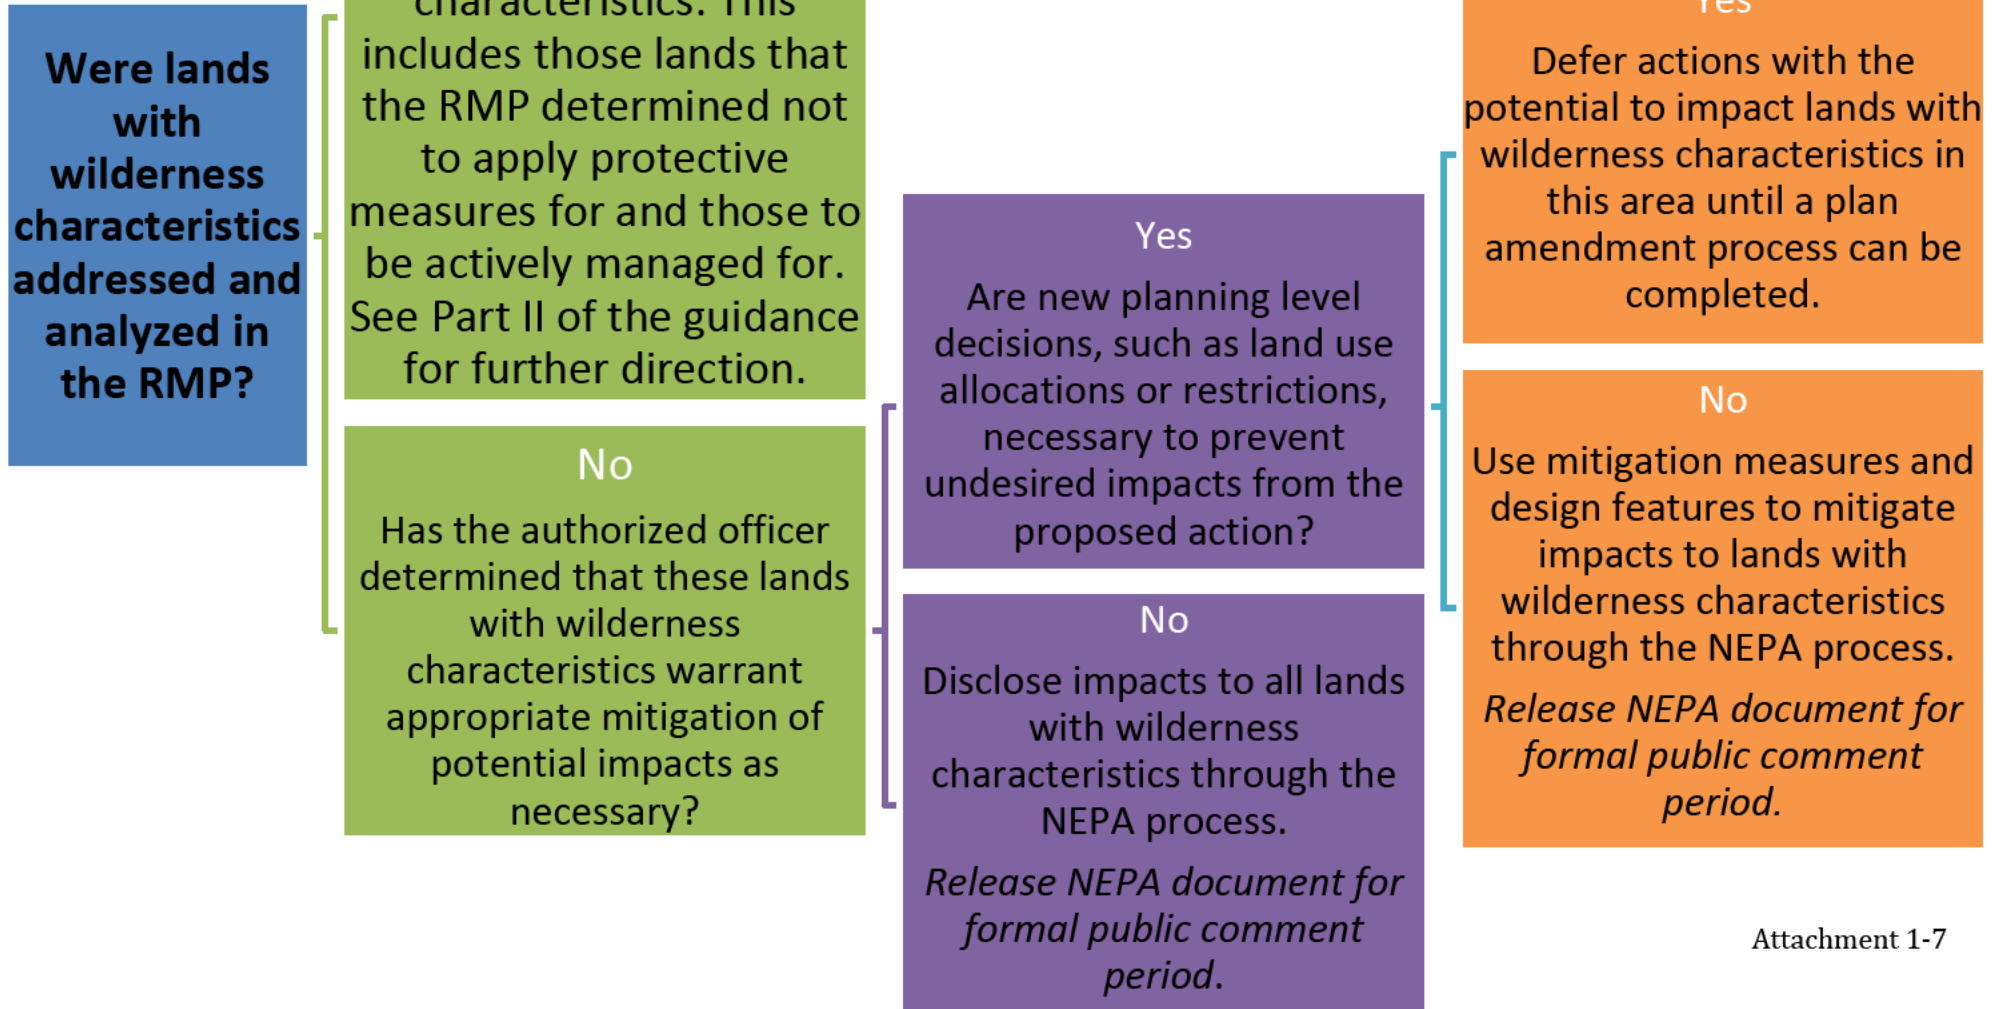 Were lands
with
wilderness
characteristics
addressed and
analyzed in
the RMP?
characteristics. This
includes those lands that
the RMP determined not
to apply protective
measures for and those to
be actively managed for.
See Part II of the guidance
for further direction.
No
Has the authorized officer
determined that these lands
with wilderness
characteristics warrant
appropriate mitigation of
potential impacts as
necessary?
Yes
Are new planning level
decisions, such as land use
allocations or restrictions,
necessary to prevent
undesired impacts from the
proposed action?
No
Disclose impacts to all lands
with wilderness
characteristics through the
NEPA process.
Release NEPA document for
formal public comment
period.
Yes
Defer actions with the
potential to impact lands with
wilderness characteristics in
this area until a plan
amendment process can be
completed.
No
Use mitigation measures and
design features to mitigate
impacts to lands with
wilderness characteristics
through the NEPA process.
Release NEPA document for
formal public comment
period.
Attachment 1-7